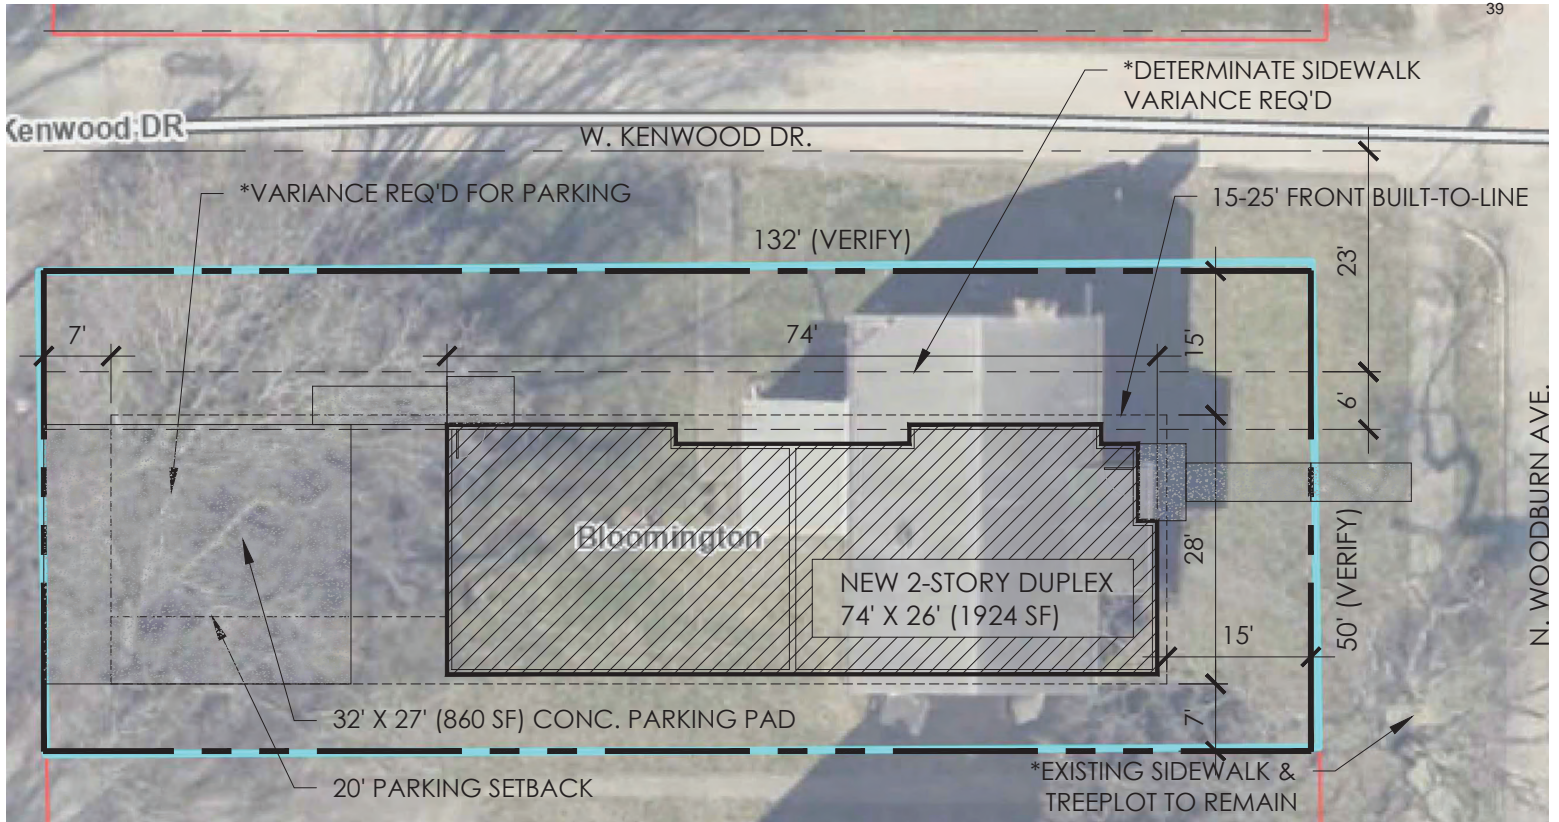 39
*DETERMINATE SIDEWALK
VARIANCE REQ'D
Kenwood DR
W. KENWOOD DR.
*VARIANCE REQ'D FOR PARKING
15-25' FRONT BUILT-TO-LINE
132' (VERIFY)
23'
7'
74'
15'
6'
N. WOODBURN AVE.
Bloomington
28'
NEW 2-STORY DUPLEX
74' X 26' (1924 SF)
50' (VERIFY)
15'
32' X 27' (860 SF) CONC. PARKING PAD
7'
20' PARKING SETBACK
*EXISTING SIDEWALK &
TREEPLOT TO REMAIN